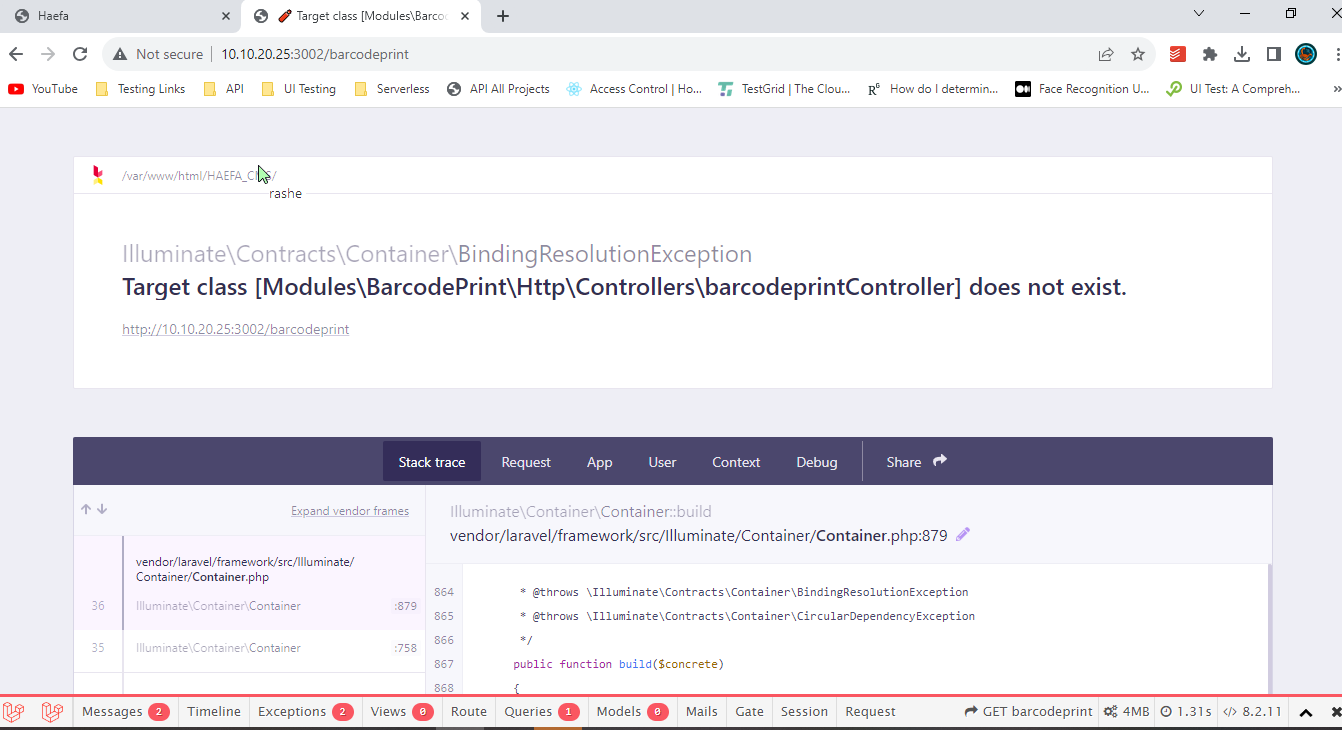 Haefa
Target class [Modules\Barco
Not secure
10.10.20.25:3002/barcodeprint
YouTube
Testing Links
API
UI Testing
Serverless
API All Projects
Access Control | Ho...
TestGrid | The Clou...
R⁶
How do I determin...
Face Recognition U...
UI Test: A Compreh...
»
/var/www/html/HAEFA_C
rashe
Illuminate\Contracts\Container\BindingResolutionException
Target class [Modules\BarcodePrint\Http\Controllers\barcodeprintController] does not exist.
http://10.10.20.25:3002/barcodeprint
Stack trace
Request
App
User
Context
Debug
Share
Expand vendor frames
vendor/laravel/framework/src/Illuminate/
Container/Container.php
36 Illuminate\Container\Container :879
35 Illuminate\Container\Container :758
Illuminate\Container\Container::build
vendor/laravel/framework/src/Illuminate/Container/Container.php:879
864 * @throws \Illuminate\Contracts\Container\BindingResolutionException
865 * @throws \Illuminate\Contracts\Container\CircularDependencyException
866 */
867 public function build($concrete)
868 {
Messages 2
Timeline
Exceptions 2
Views 0
Route
Queries 1
Models 0
Mails
Gate
Session
Request
GET barcodeprint
4MB
1.31s
</> 8.2.11